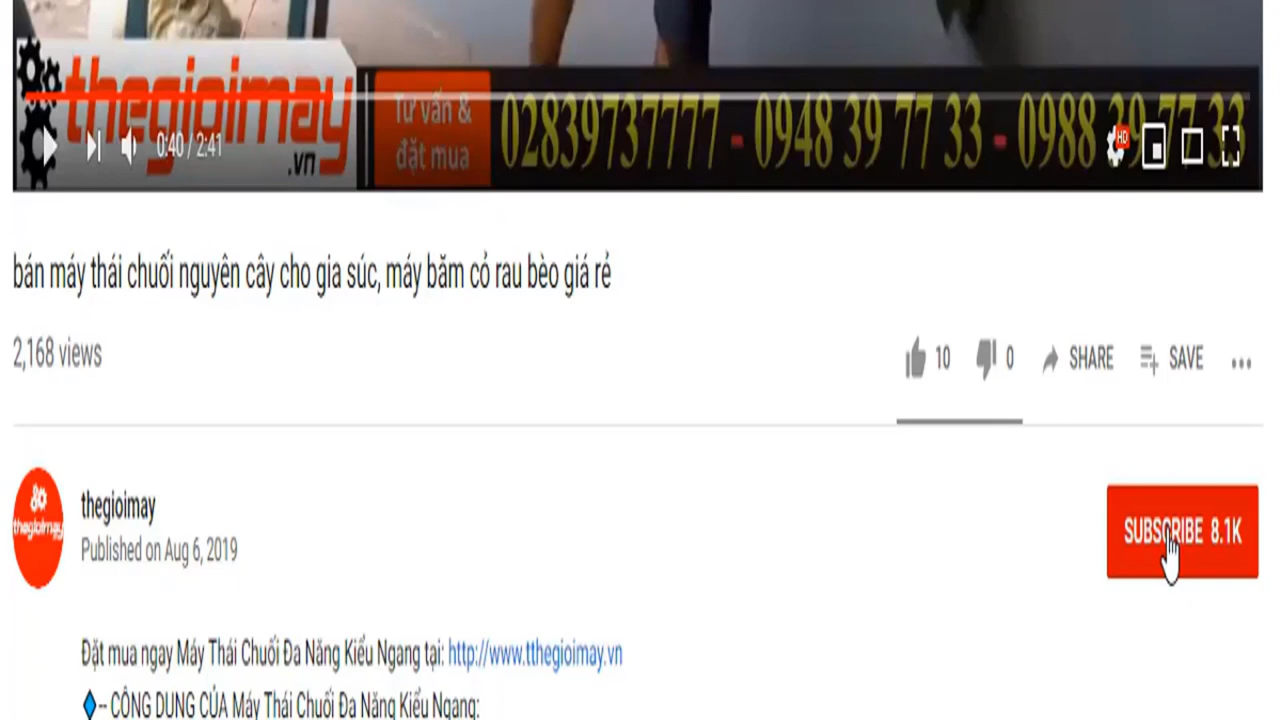 thegioimay
.vn
Tư vấn &
đặt mua
02839737777 - 0948 39 77 33 - 0988 39 77 33
0:40 / 2:41
HD
bán máy thái chuối nguyên cây cho gia súc, máy băm cỏ rau bèo giá rẻ
2,168 views
10 0 SHARE SAVE
thegioimay
thegioimay
Published on Aug 6, 2019
SUBSCRIBE 8.1K
Đặt mua ngay Máy Thái Chuối Đa Năng Kiểu Ngang tại: http://www.tthegioimay.vn
-- CÔNG DỤNG CỦA Máy Thái Chuối Đa Năng Kiểu Ngang: